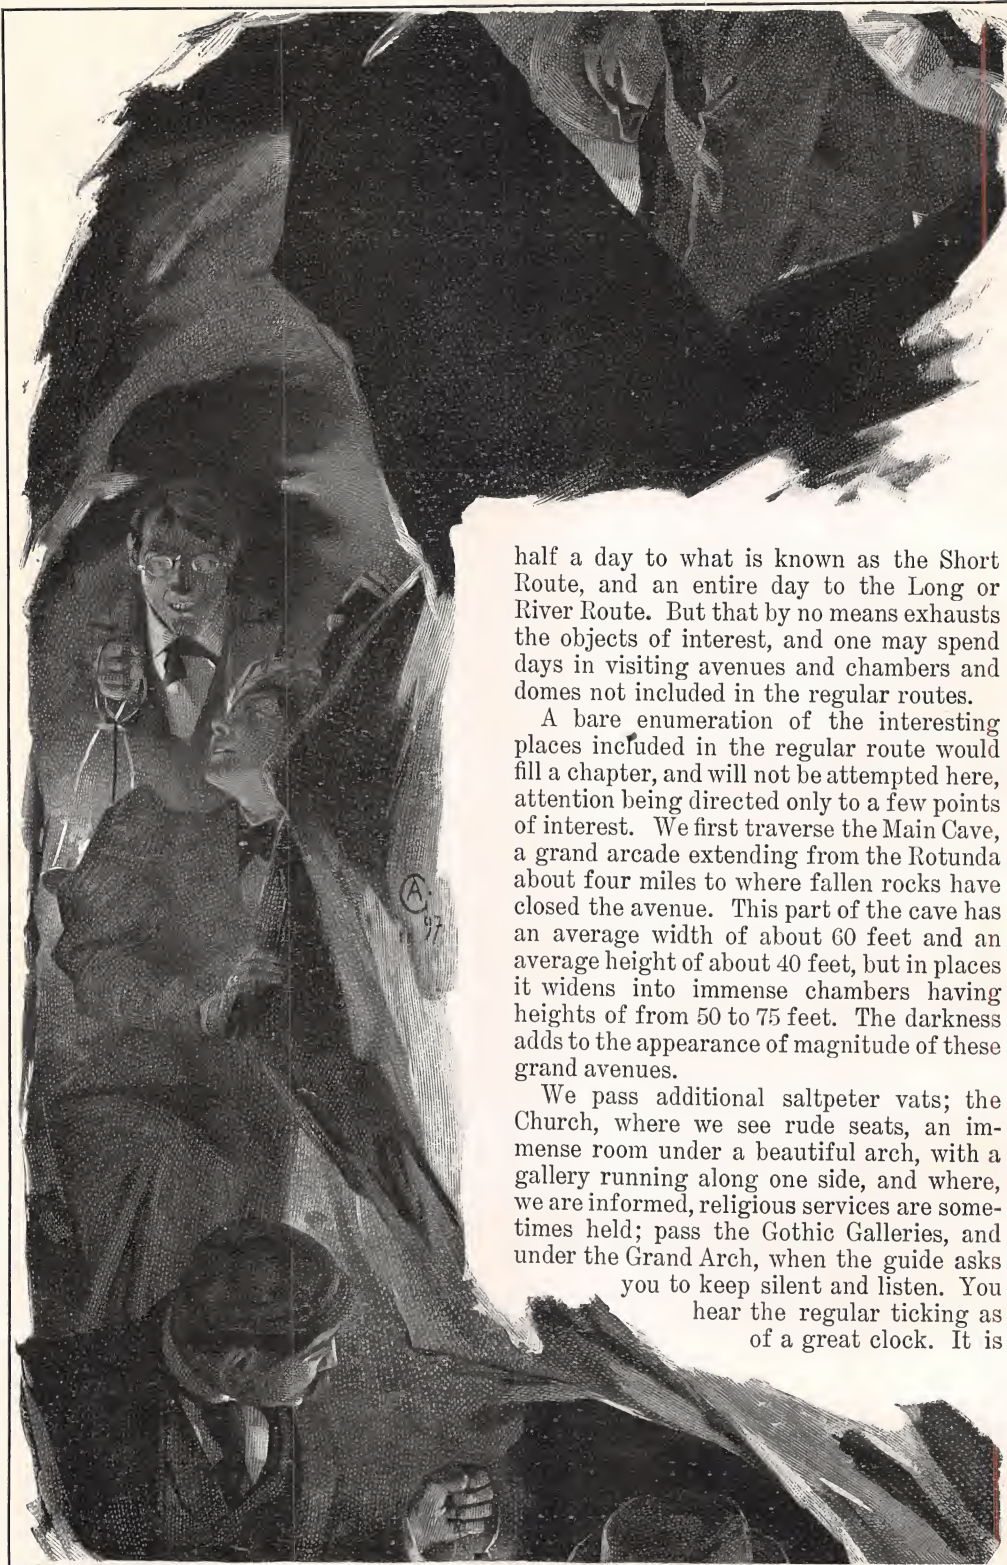 half a day to what is known as the Short
Route, and an entire day to the Long or
River Route. But that by no means exhausts
the objects of interest, and one may spend
days in visiting avenues and chambers and
domes not included in the regular routes.
A bare enumeration of the interesting
places included in the regular route would
fill a chapter, and will not be attempted here,
attention being directed only to a few points
of interest. We first traverse the Main Cave,
a grand arcade extending from the Rotunda
about four miles to where fallen rocks have
closed the avenue. This part of the cave has
an average width of about 60 feet and an
average height of about 40 feet, but in places
it widens into immense chambers having
heights of from 50 to 75 feet. The darkness
adds to the appearance of magnitude of these
grand avenues.
We pass additional saltpeter vats; the
Church, where we see rude seats, an im-
mense room under a beautiful arch, with a
gallery running along one side, and where,
we are informed, religious services are some-
times held; pass the Gothic Galleries, and
under the Grand Arch, when the guide asks
you to keep silent and listen. You
hear the regular ticking as
of a great clock. It is
A.
97